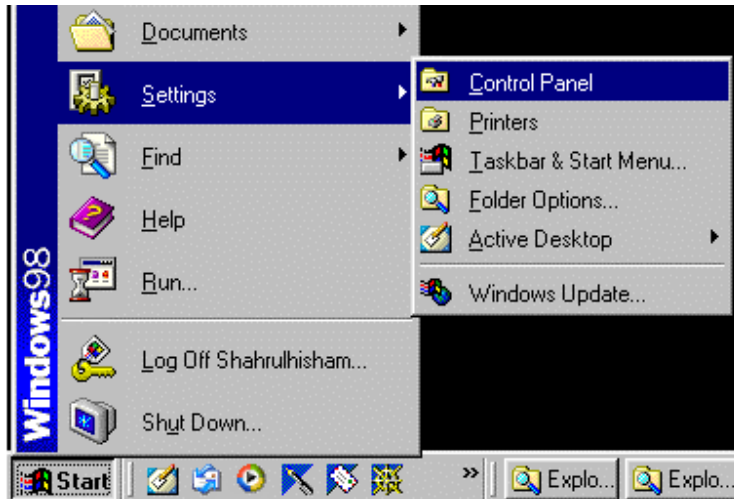 Documents
Settings
Find
Help
Run...
Log Off Shahrulhisham...
Shut Down...
Windows98
Control Panel
Printers
Taskbar & Start Menu...
Folder Options...
Active Desktop
Windows Update...
Start
»
Explo...
Explo...